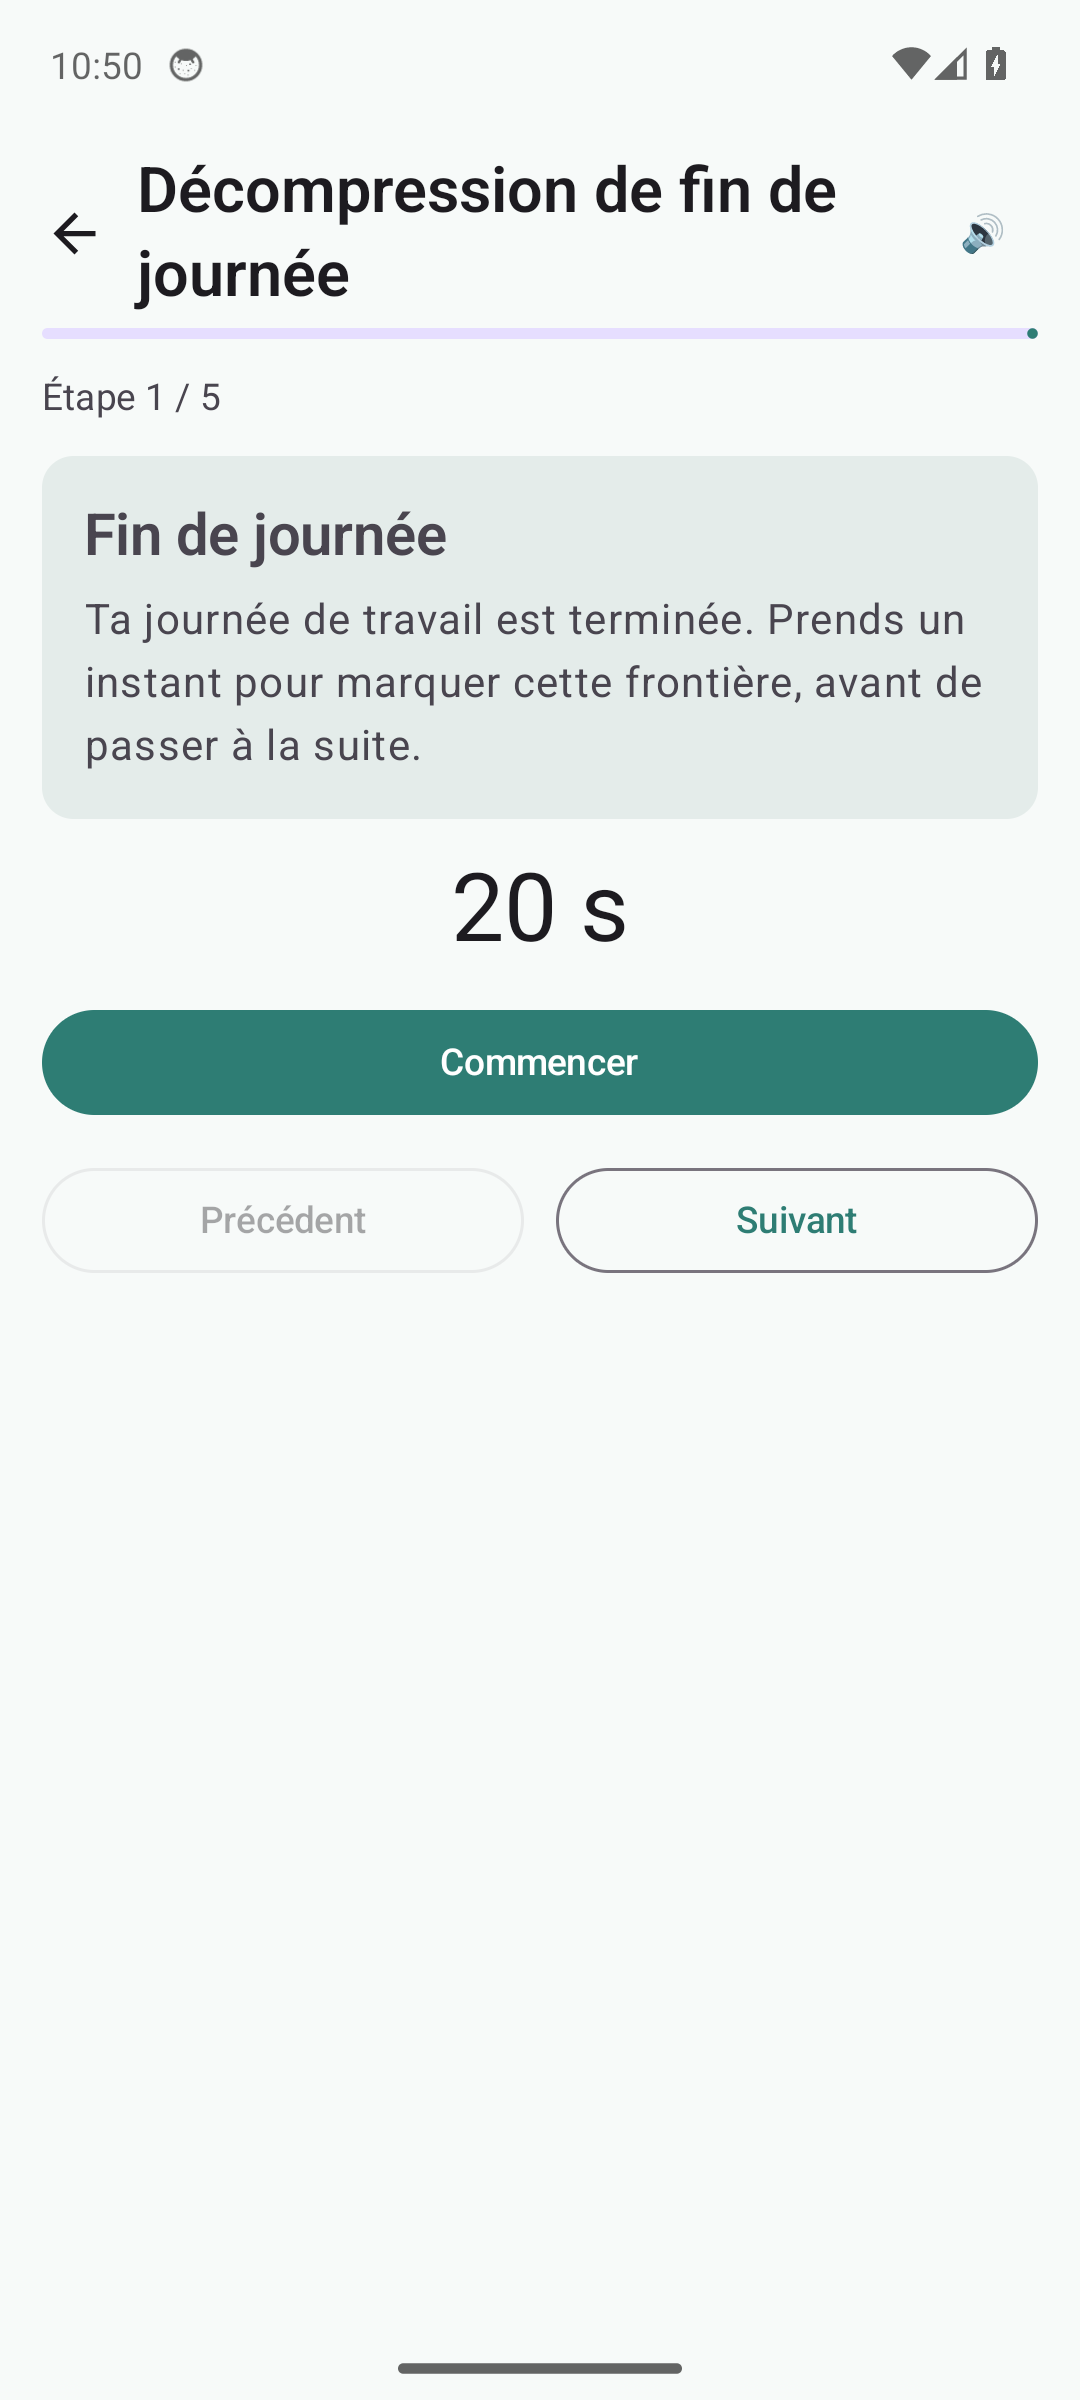 10:50
Décompression de fin de
journée
Étape 1 / 5
Fin de journée
Ta journée de travail est terminée. Prends un
instant pour marquer cette frontière, avant de
passer à la suite.
20 s
Commencer
Précédent
Suivant